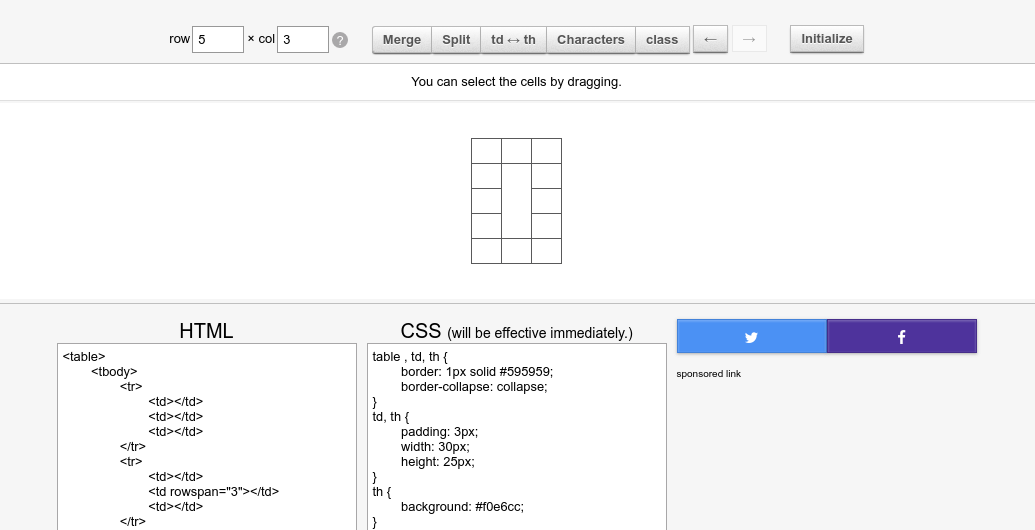 row 5 × col 3 ? Merge Split td ↔ th Characters class ← → Initialize
You can select the cells by dragging.
HTML
<table>
<tbody>
<tr>
<td></td>
<td></td>
<td></td>
</tr>
<tr>
<td></td>
<td rowspan="3"></td>
<td></td>
</tr>
CSS (will be effective immediately.)
table , td, th {
border: 1px solid #595959;
border-collapse: collapse;
}
td, th {
padding: 3px;
width: 30px;
height: 25px;
}
th {
background: #f0e6cc;
}
sponsored link